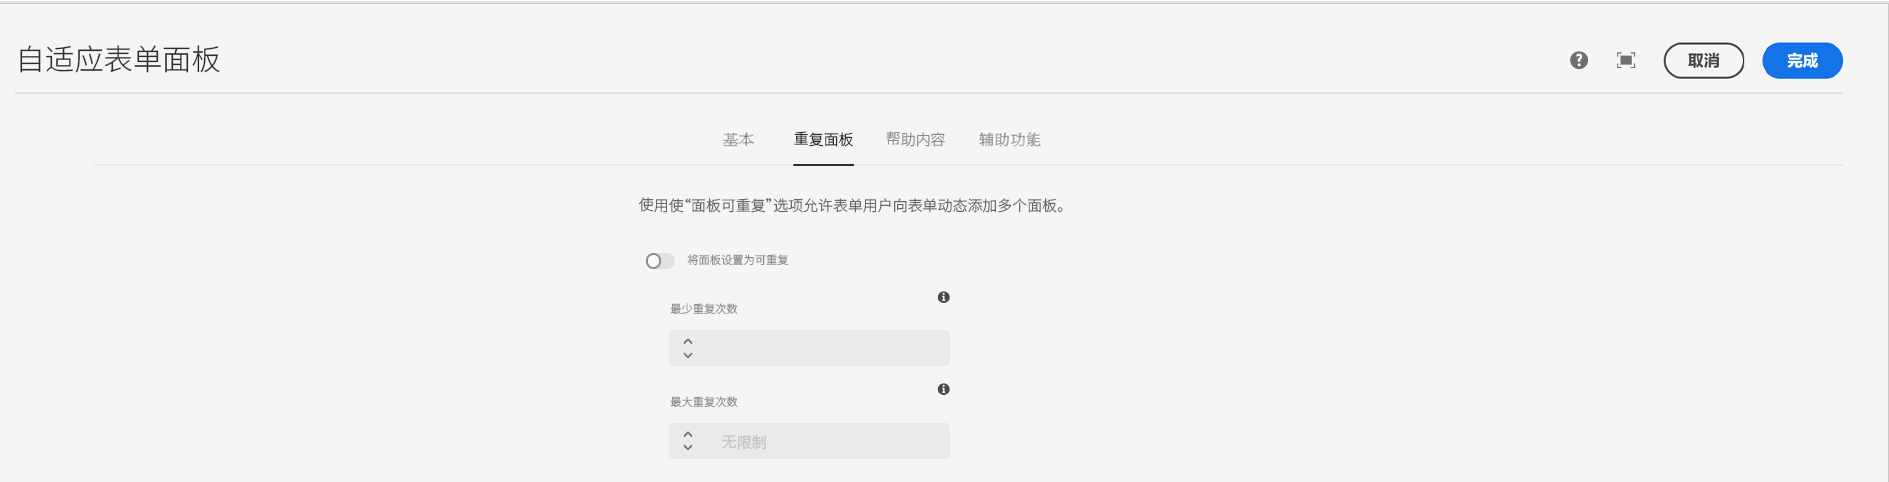 自适应表单面板
取消
完成
基本
重复面板
帮助内容
辅助功能
使用使“面板可重复”选项允许表单用户向表单动态添加多个面板。
将面板设置为可重复
最少重复次数
最大重复次数
无限制